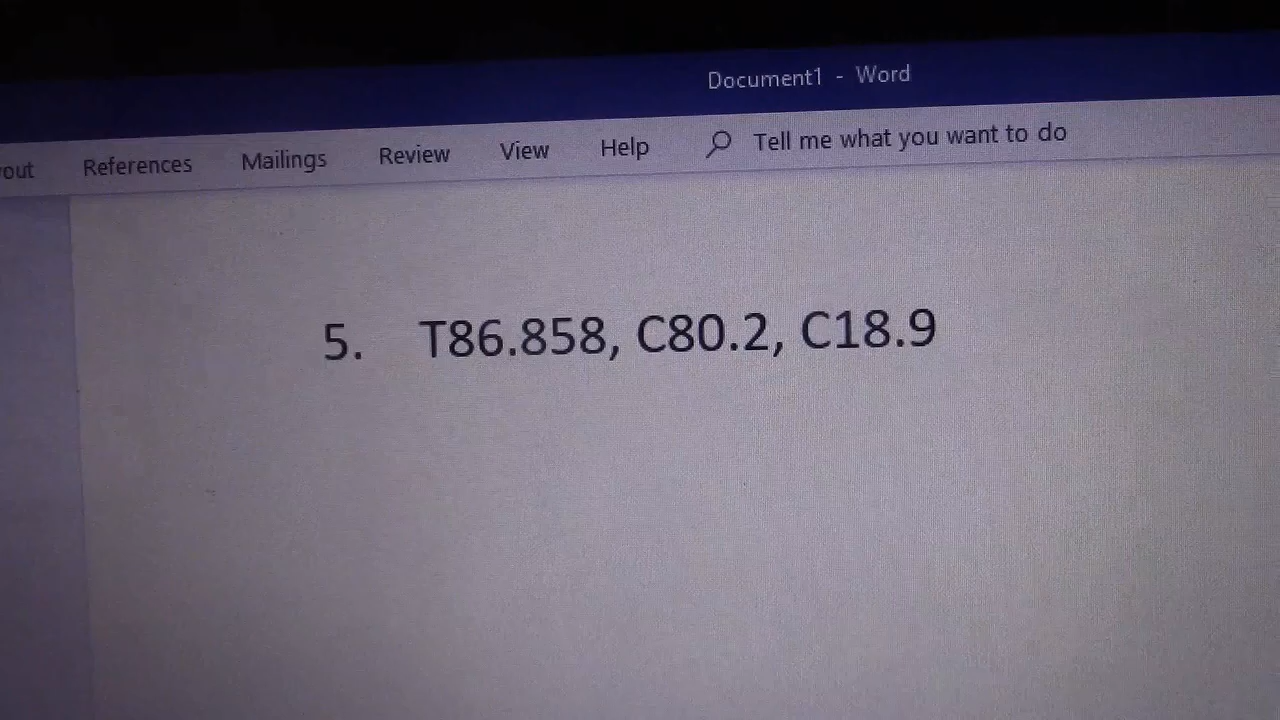 Document1 - Word
References Mailings Review View Help Tell me what you want to do
5. T86.858, C80.2, C18.9